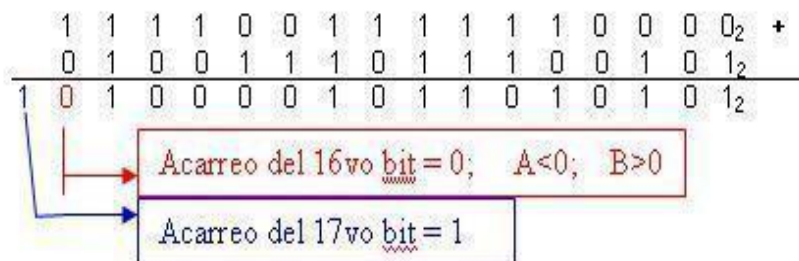 1 1 1 1 0 0 1 1 1 1 1 1 0 0 0 0₂ +
0 1 0 0 1 1 1 0 1 1 1 0 0 1 0 1₂
1 0 1 0 0 0 0 1 0 1 1 0 1 0 1 0 1₂
Acarreo del 16vo bit = 0; A<0; B>0
Acarreo del 17vo bit = 1